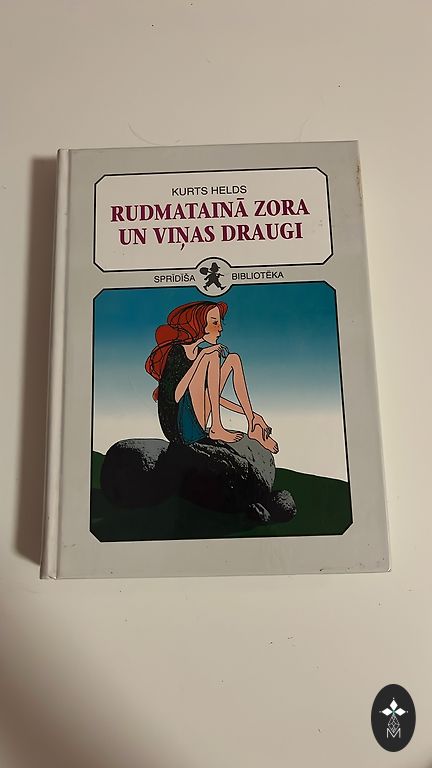 KURTS HELDS
RUDMATAINĀ ZORA
UN VIŅAS DRAUGI
SPRĪDĪŠA BIBLIOTĒKA
M